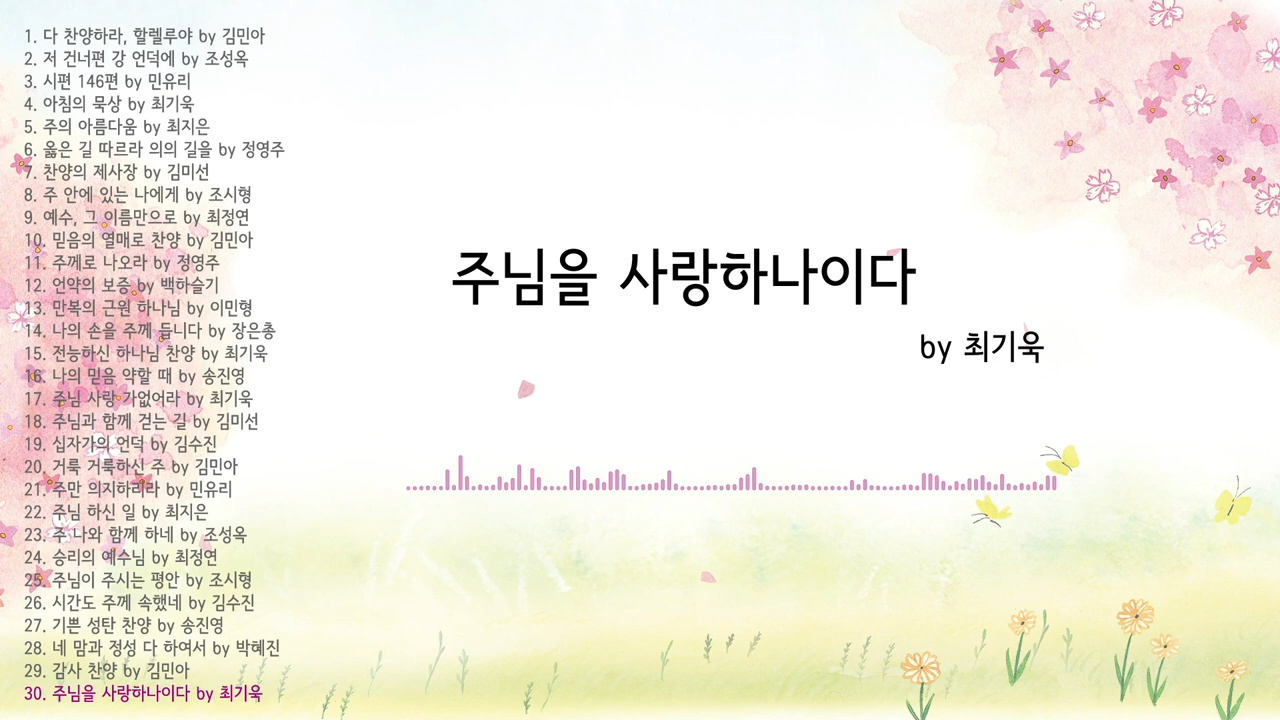 1. 다 찬양하라, 할렐루야 by 김민아
2. 저 건너편 강 언덕에 by 조성옥
3. 시편 146편 by 민유리
4. 아침의 묵상 by 최기욱
5. 주의 아름다움 by 최지은
6. 옳은 길 따르라 의의 길을 by 정영주
7. 찬양의 제사장 by 김미선
8. 주 안에 있는 나에게 by 조시형
9. 예수, 그 이름만으로 by 최정연
10. 믿음의 열매로 찬양 by 김민아
11. 주께로 나오라 by 정영주
12. 언약의 보증 by 백하슬기
13. 만복의 근원 하나님 by 이민형
14. 나의 손을 주께 듭니다 by 장은총
15. 전능하신 하나님 찬양 by 최기욱
16. 나의 믿음 약할 때 by 송진영
17. 주님 사랑 가없어라 by 최기욱
18. 주님과 함께 걷는 길 by 김미선
19. 십자가의 언덕 by 김수진
20. 거룩 거룩하신 주 by 김민아
21. 주만 의지하리라 by 민유리
22. 주님 하신 일 by 최지은
23. 주 나와 함께 하네 by 조성옥
24. 승리의 예수님 by 최정연
25. 주님이 주시는 평안 by 조시형
26. 시간도 주께 속했네 by 김수진
27. 기쁜 성탄 찬양 by 송진영
28. 네 맘과 정성 다 하여서 by 박혜진
29. 감사 찬양 by 김민아
30. 주님을 사랑하나이다 by 최기욱
주님을 사랑하나이다
by 최기욱